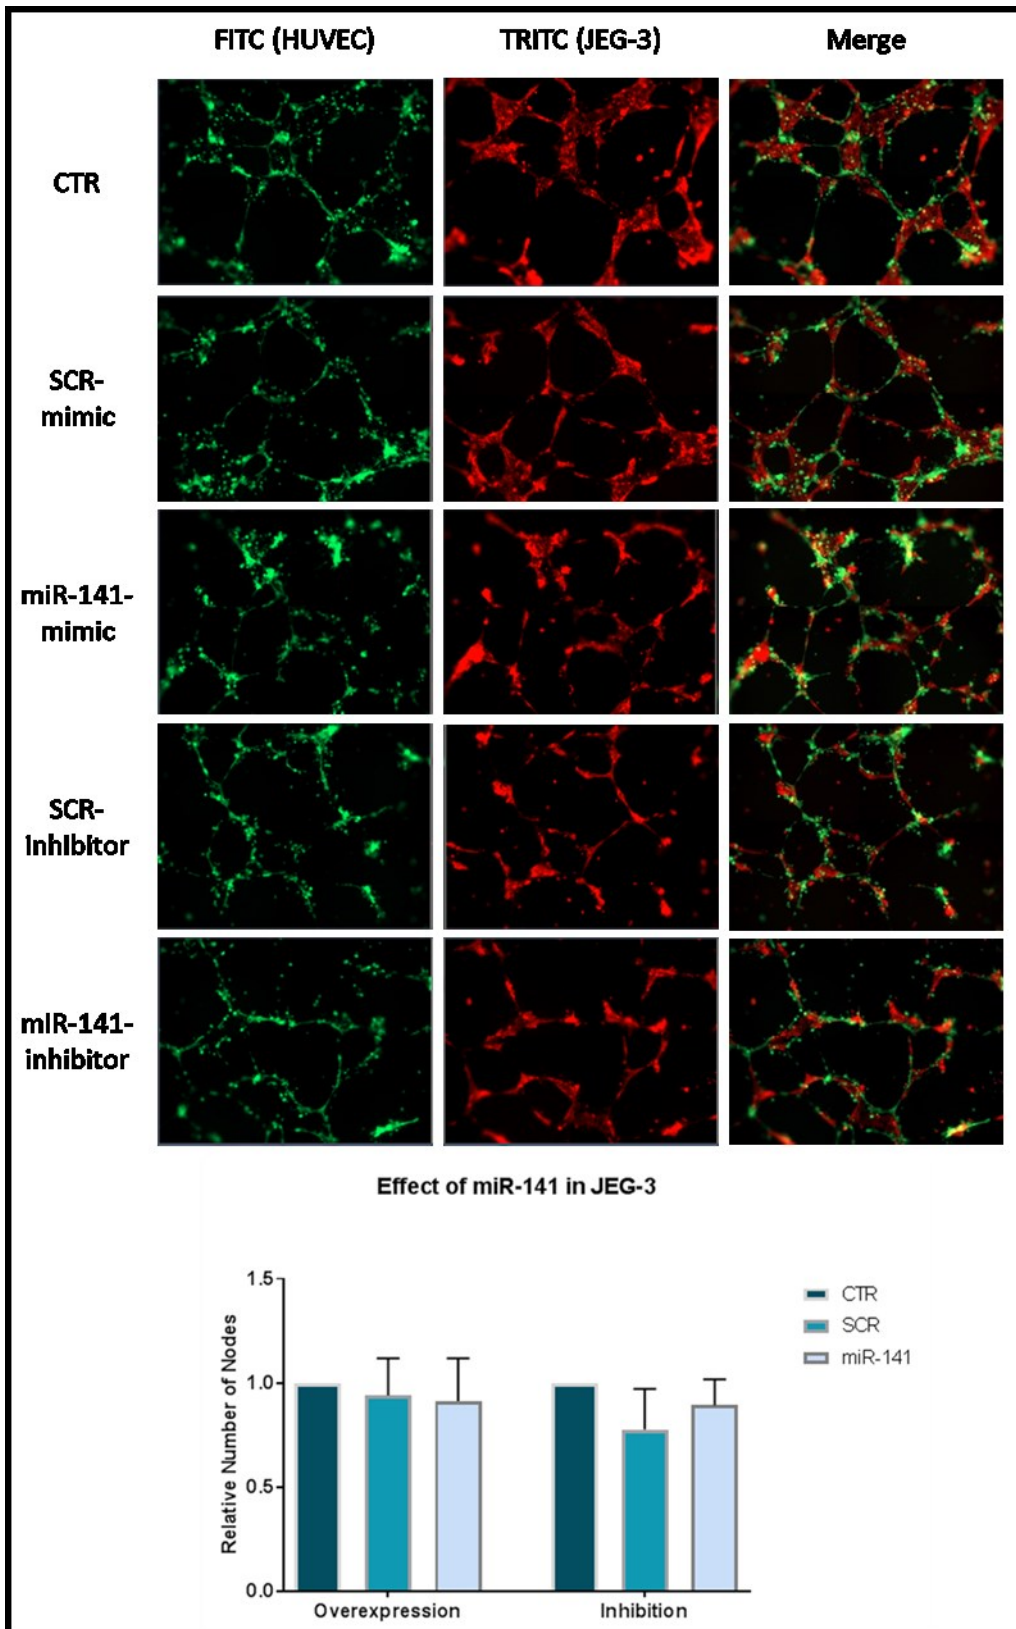 FITC (HUVEC) TRITC (JEG-3) Merge
CTR
SCR-
mimic
miR-141-
mimic
SCR-
inhibitor
miR-141-
inhibitor
Effect of miR-141 in JEG-3
Relative Number of Nodes
1.5
1.0
0.5
0.0
Overexpression Inhibition
CTR
SCR
miR-141